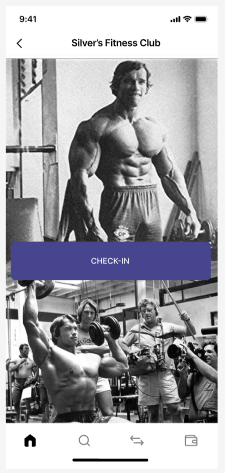 9:41
Silver's Fitness Club
CHECK-IN